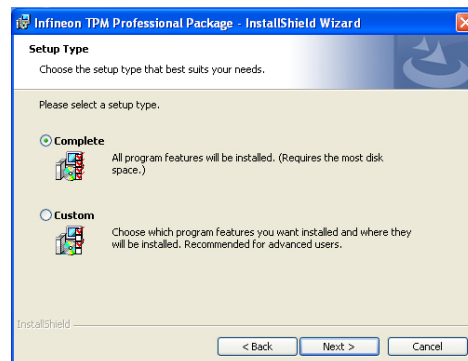 Infineon TPM Professional Package - InstallShield Wizard
Setup Type
Choose the setup type that best suits your needs.
Please select a setup type.
Complete
All program features will be installed. (Requires the most disk
space.)
Custom
Choose which program features you want installed and where they
will be installed. Recommended for advanced users.
InstallShield
< Back Next > Cancel